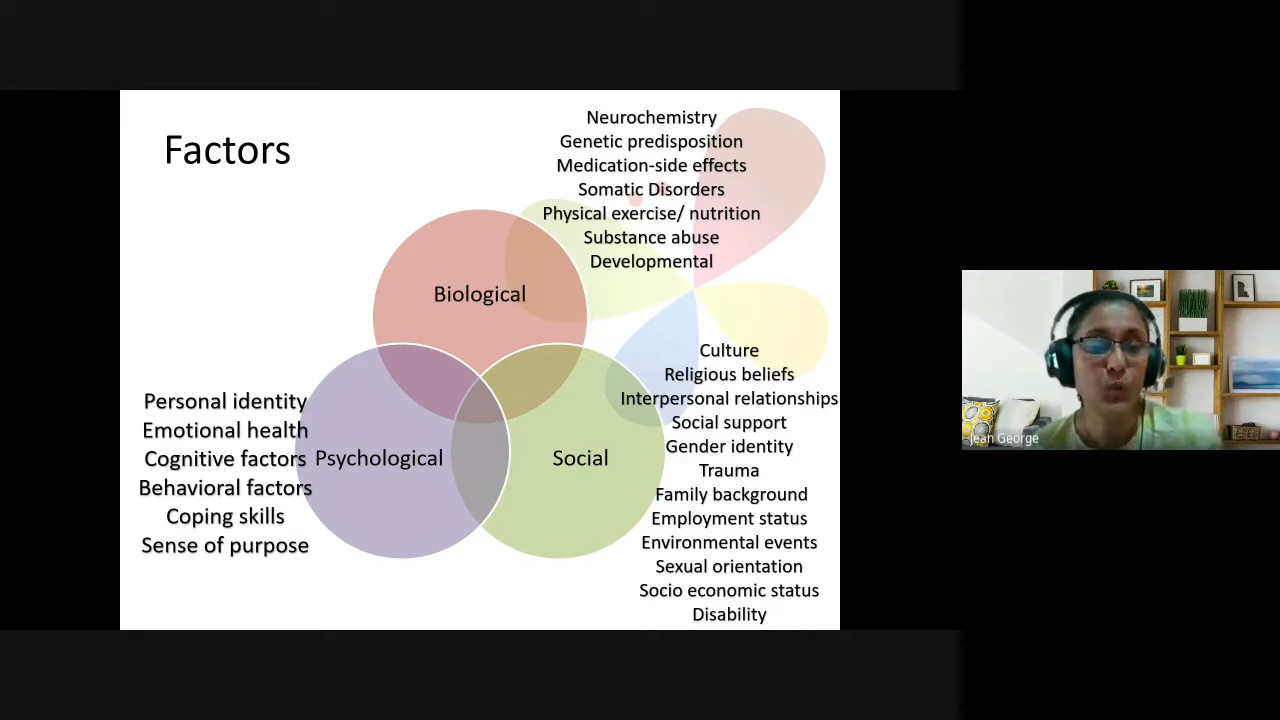 Factors
Neurochemistry
Genetic predisposition
Medication-side effects
Somatic Disorders
Physical exercise/ nutrition
Substance abuse
Developmental
Biological
Culture
Religious beliefs
Interpersonal relationships
Social support
Gender identity
Trauma
Family background
Employment status
Environmental events
Sexual orientation
Socio economic status
Disability
Personal identity
Emotional health
Cognitive factors
Behavioral factors
Coping skills
Sense of purpose
Psychological
Social
Jean George